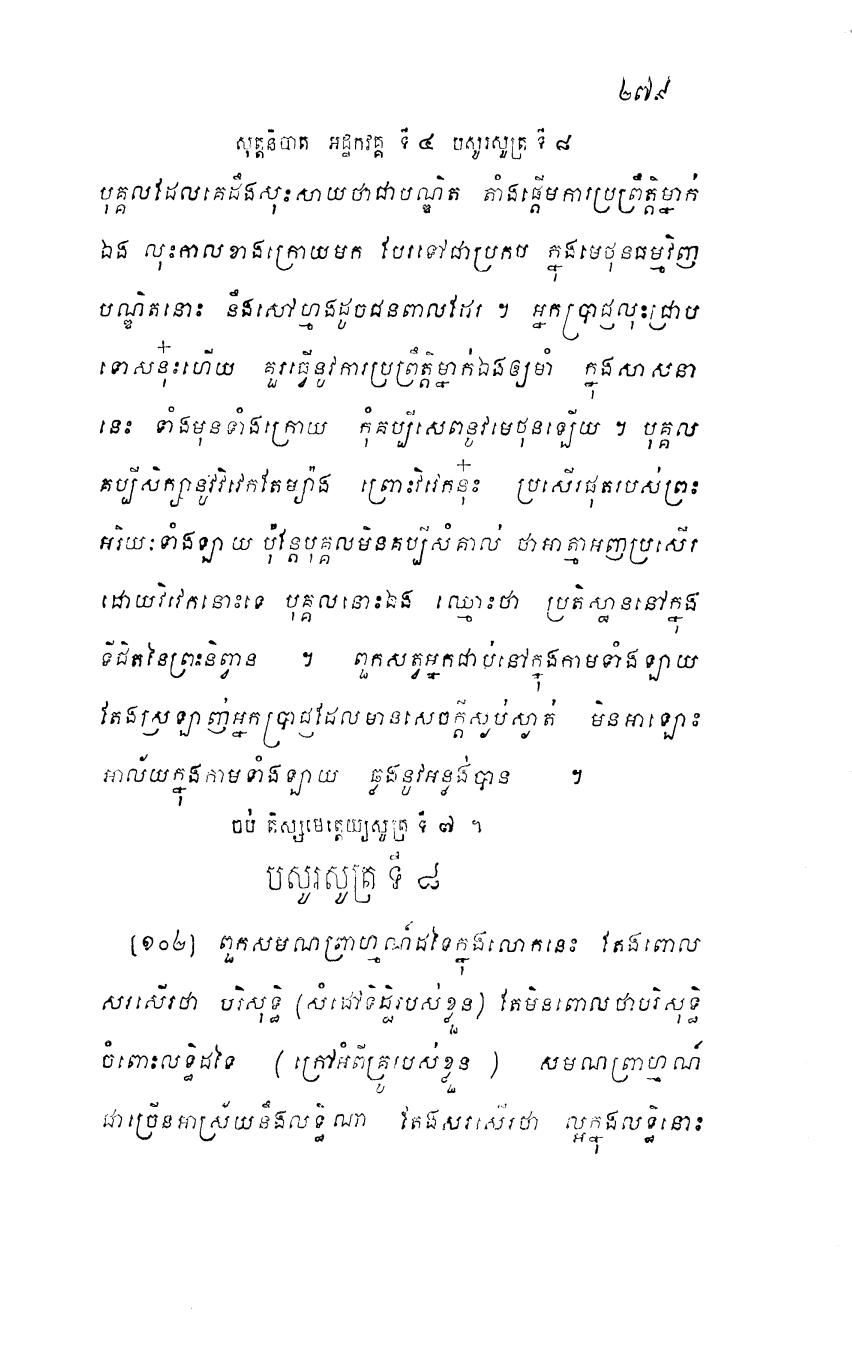 ២៧៩
សុត្តនិបាត អដ្ឋកវគ្គ ទី ៤ បសូរសូត្រ ទី ៨
បុគ្គលដែលគេដឹងសុះសាយថាជាបណ្ឌិត តាំងផ្តើមការប្រព្រឹត្តិម្នាក់
ឯង លុះកាលខាងក្រោយមក បែរទៅជាប្រកប ក្នុងមេថុនធម្មវិញ
បណ្ឌិតនោះ នឹងសៅហ្មងដូចជនពាលដែរ ។ អ្នកប្រាជ្ញលុះជ្រាប
ទោសនុ៎ះហើយ គួរធ្វើនូវការប្រព្រឹត្តិម្នាក់ឯងឲ្យមាំ ក្នុងសាសនា
នេះ ទាំងមុនទាំងក្រោយ កុំគប្បីសេពនូវមេថុនឡើយ ។ បុគ្គល
គប្បីសិក្សានូវវិវេកតែម្យ៉ាង ព្រោះវិវេកនុ៎ះ ប្រសើរផុតរបស់ព្រះ
អរិយៈទាំងឡាយ ប៉ុន្តែបុគ្គលមិនគប្បីសំគាល់ ថាអាត្មាអញប្រសើរ
ដោយវិវេកនោះទេ បុគ្គលនោះឯង ឈ្មោះថា ប្រតិស្ឋាននៅក្នុង
ទីជិតនៃព្រះនិព្វាន ។ ពួកសត្វអ្នកជាប់នៅក្នុងកាមទាំងឡាយ
តែងស្រឡាញ់អ្នកប្រាជ្ញដែលមានសេចក្តីស្ងប់ស្ងាត់ មិនអាឡោះ
អាល័យក្នុងកាមទាំងឡាយ ឆ្លងនូវអន្លង់បាន ។
ចប់ តិស្សមេត្តេយ្យសូត្រ ទី ៧ ។
បសូរសូត្រ ទី ៨
[១០៤] ពួកសមណព្រាហ្មណ៍ដទៃក្នុងលោកនេះ តែងពោល
សរសើរថា បរិសុទ្ធិ (សំដៅទិដ្ឋិរបស់ខ្លួន) តែមិនពោលថាបរិសុទ្ធិ
ចំពោះលទ្ធិដទៃ ( ក្រៅអំពីគ្រូរបស់ខ្លួន ) សមណព្រាហ្មណ៍
ជាច្រើនអាស្រ័យនឹងលទ្ធិណា តែងសរសើរថា ល្អក្នុងលទ្ធិនោះ